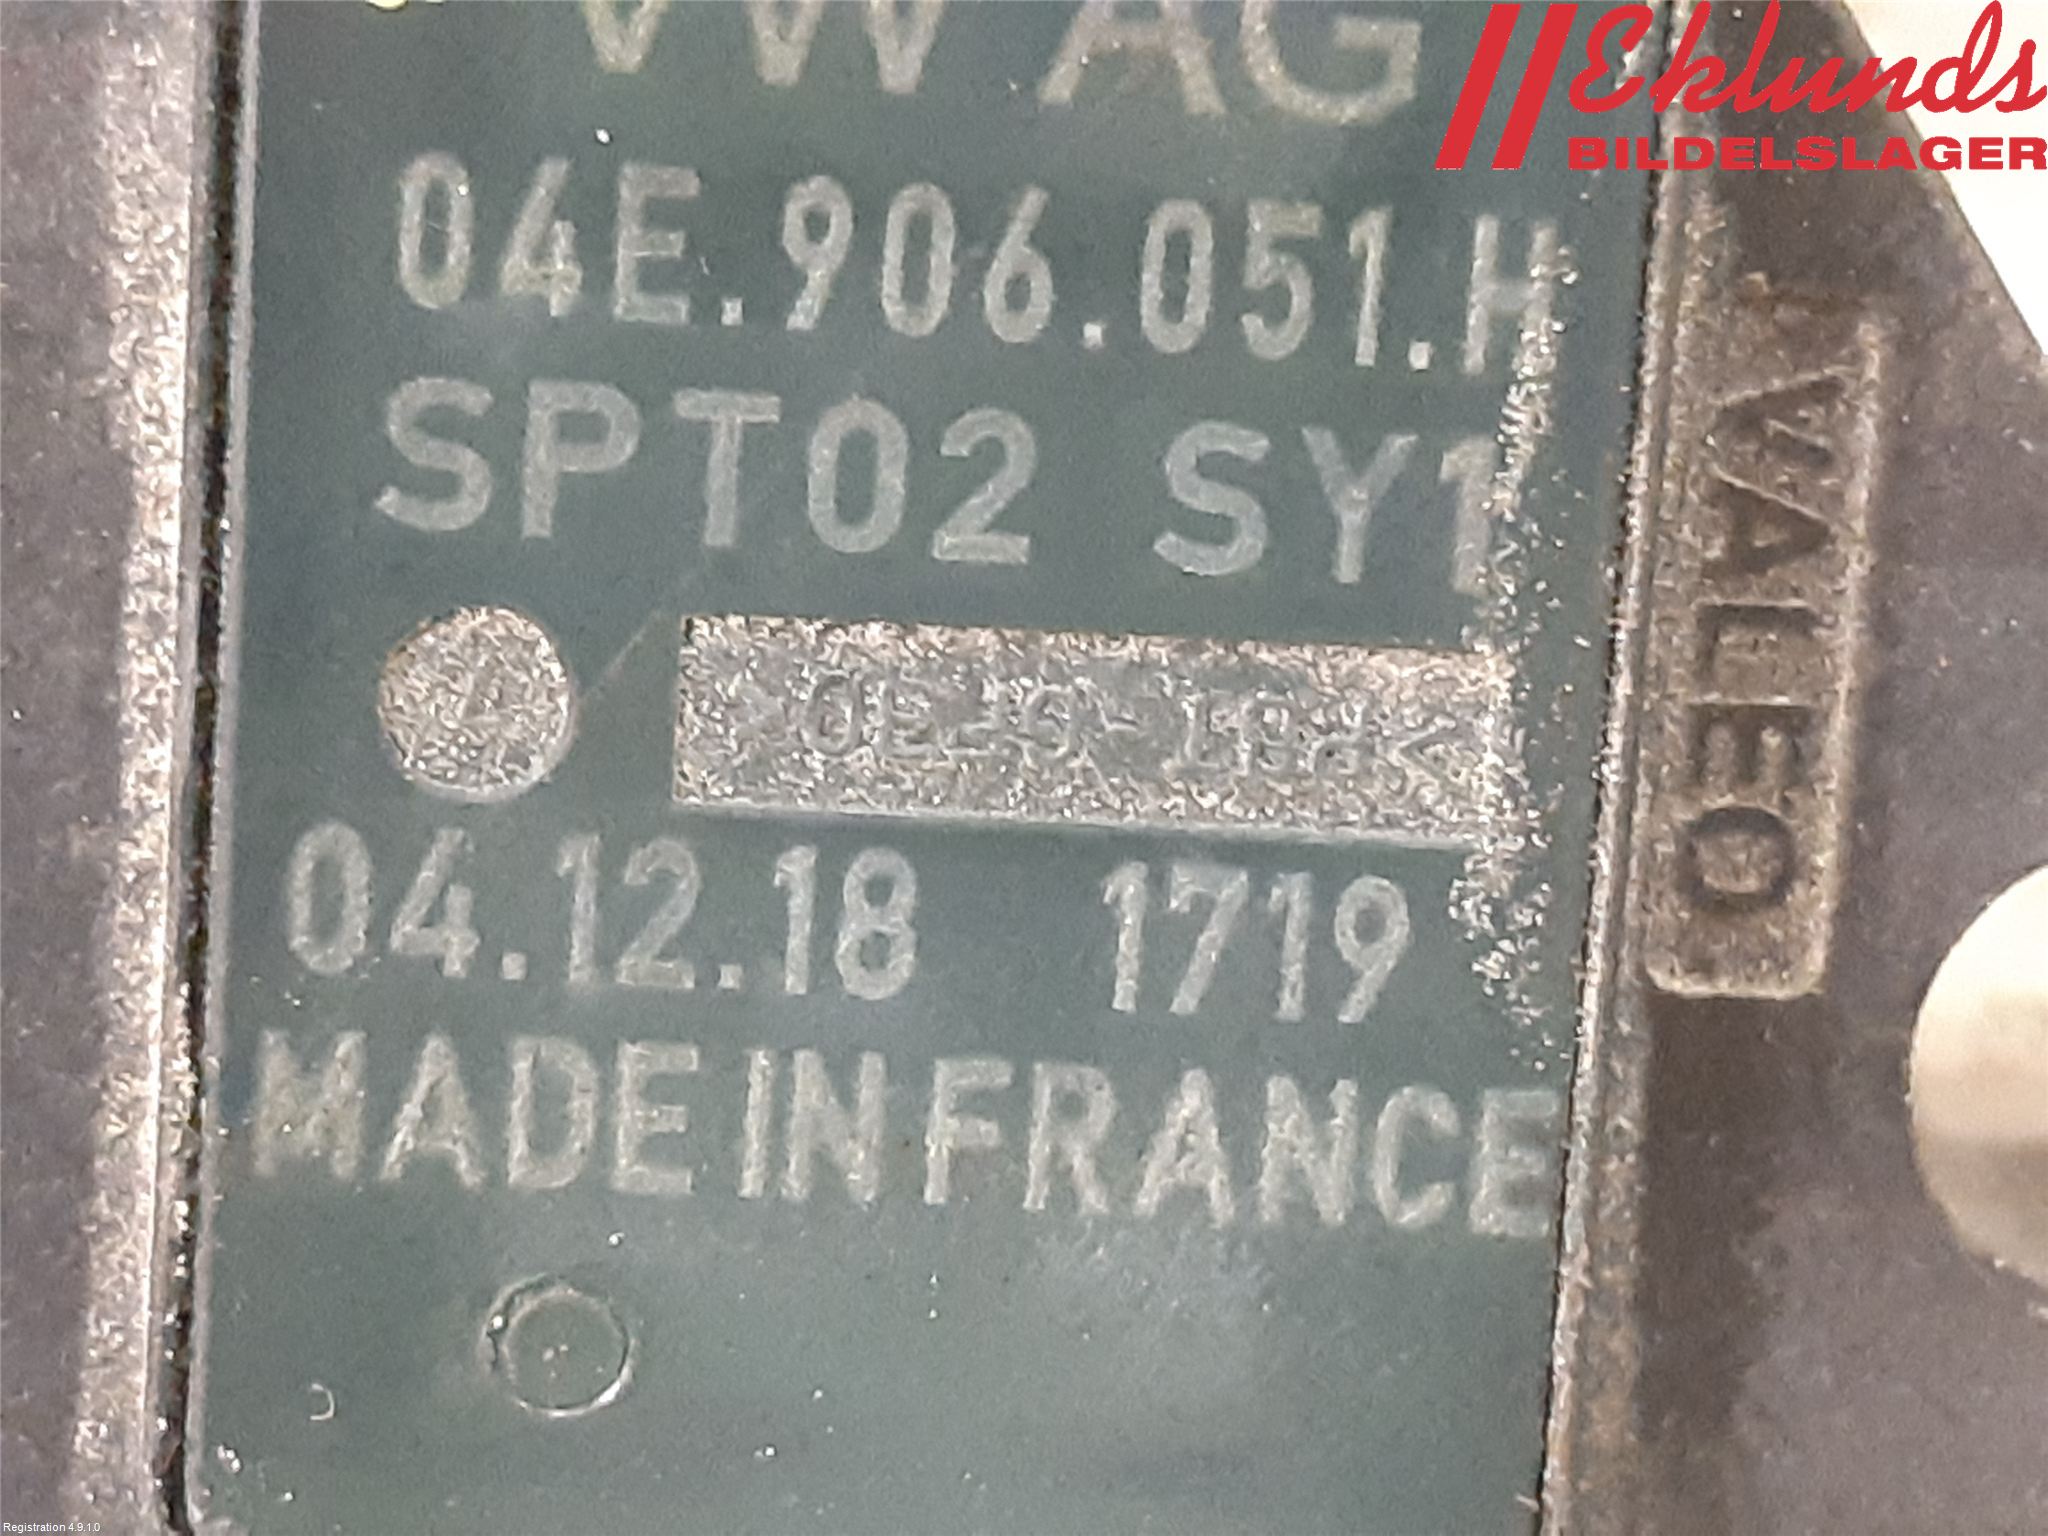 VW AG
Eklunds
BILDELSLAGER
04E.906.051.H
SPT02 SY1
VALEO
04.12.18 1719
MADE IN FRANCE
Registration 4.9.1.0